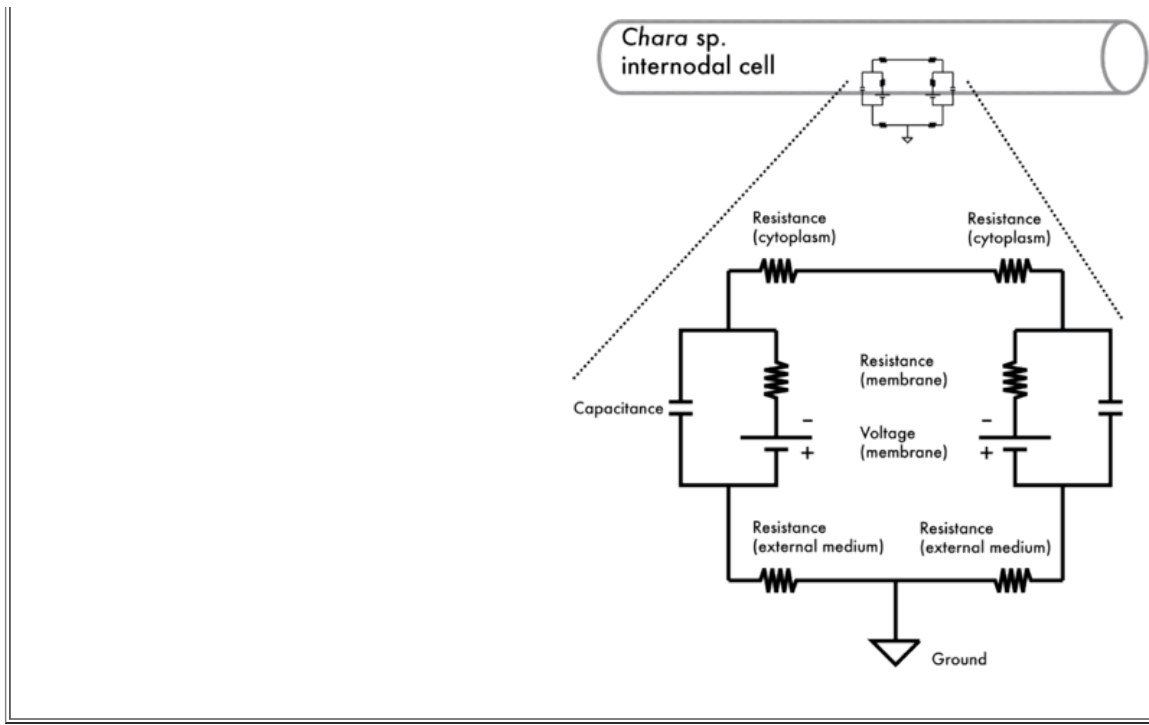 Chara sp.
internodal cell
Resistance
(cytoplasm)
Resistance
(cytoplasm)
Resistance
(membrane)
Capacitance
Voltage
(membrane)
−
+
−
+
Resistance
(external medium)
Resistance
(external medium)
Ground